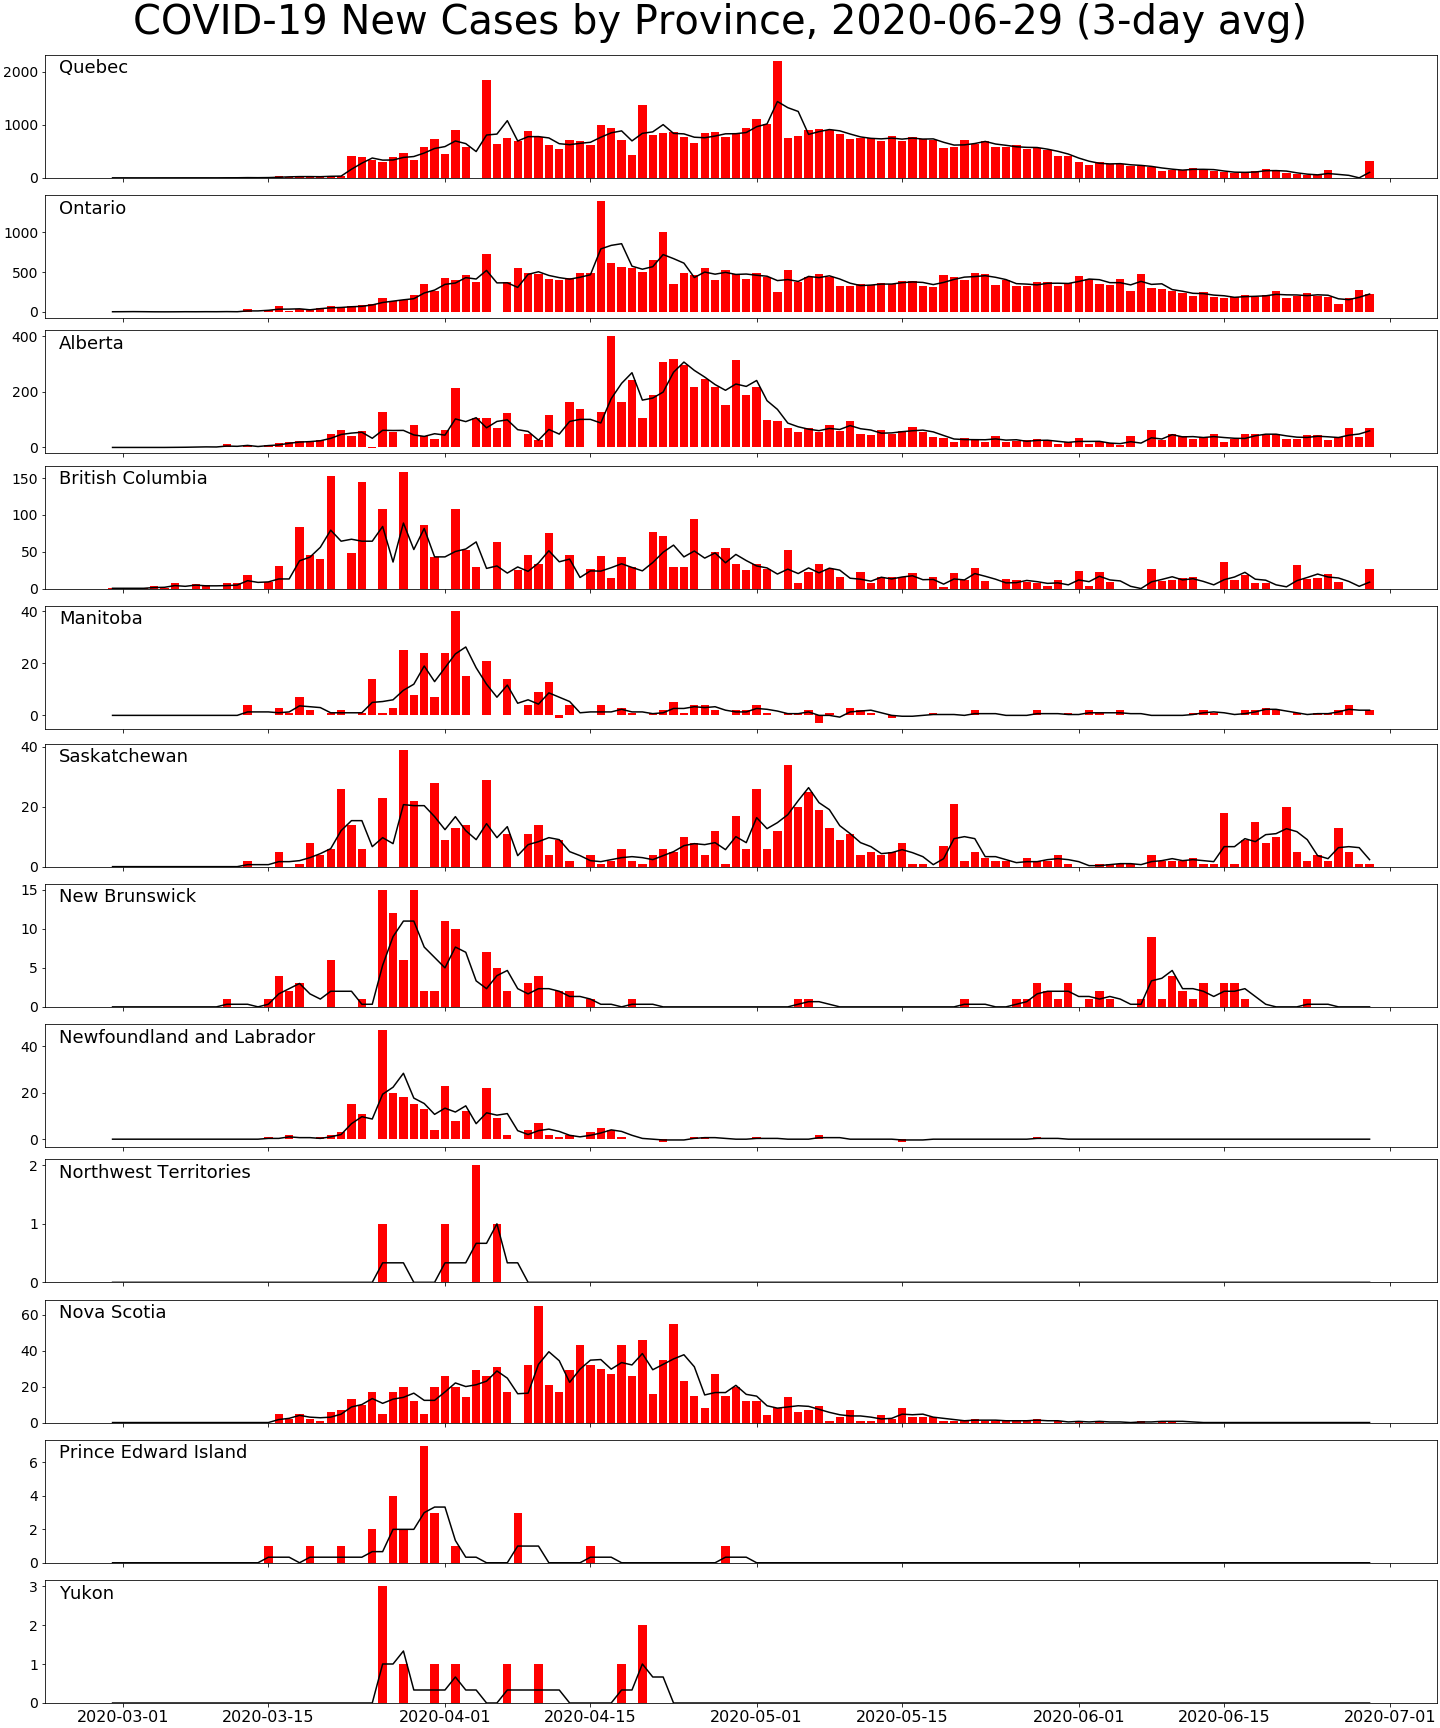 COVID-19 New Cases by Province, 2020-06-29 (3-day avg)
Quebec
2000
1000
0
Ontario
1000
500
0
Alberta
400
200
0
British Columbia
150
100
50
0
Manitoba
40
20
0
Saskatchewan
40
20
0
New Brunswick
15
10
5
0
Newfoundland and Labrador
40
20
0
Northwest Territories
2
1
0
Nova Scotia
60
40
20
0
Prince Edward Island
6
4
2
0
Yukon
3
2
1
0
2020-03-01 2020-03-15 2020-04-01 2020-04-15 2020-05-01 2020-05-15 2020-06-01 2020-06-15 2020-07-01